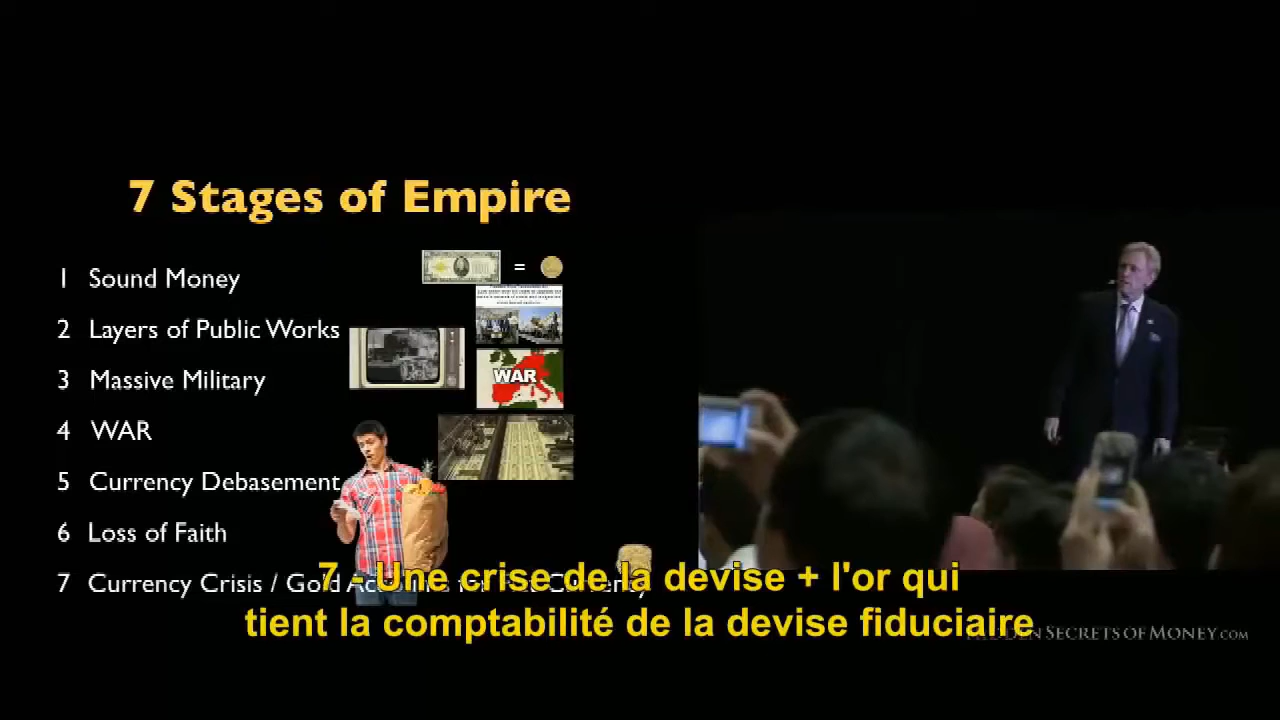 7 Stages of Empire
1 Sound Money
=
2 Layers of Public Works
3 Massive Military
WAR
4 WAR
5 Currency Debasement
6 Loss of Faith
7 Currency Crisis / Gold
7 - Une crise de la devise + l'or qui
tient la comptabilité de la devise fiduciaire
SECRETS OF MONEY.COM